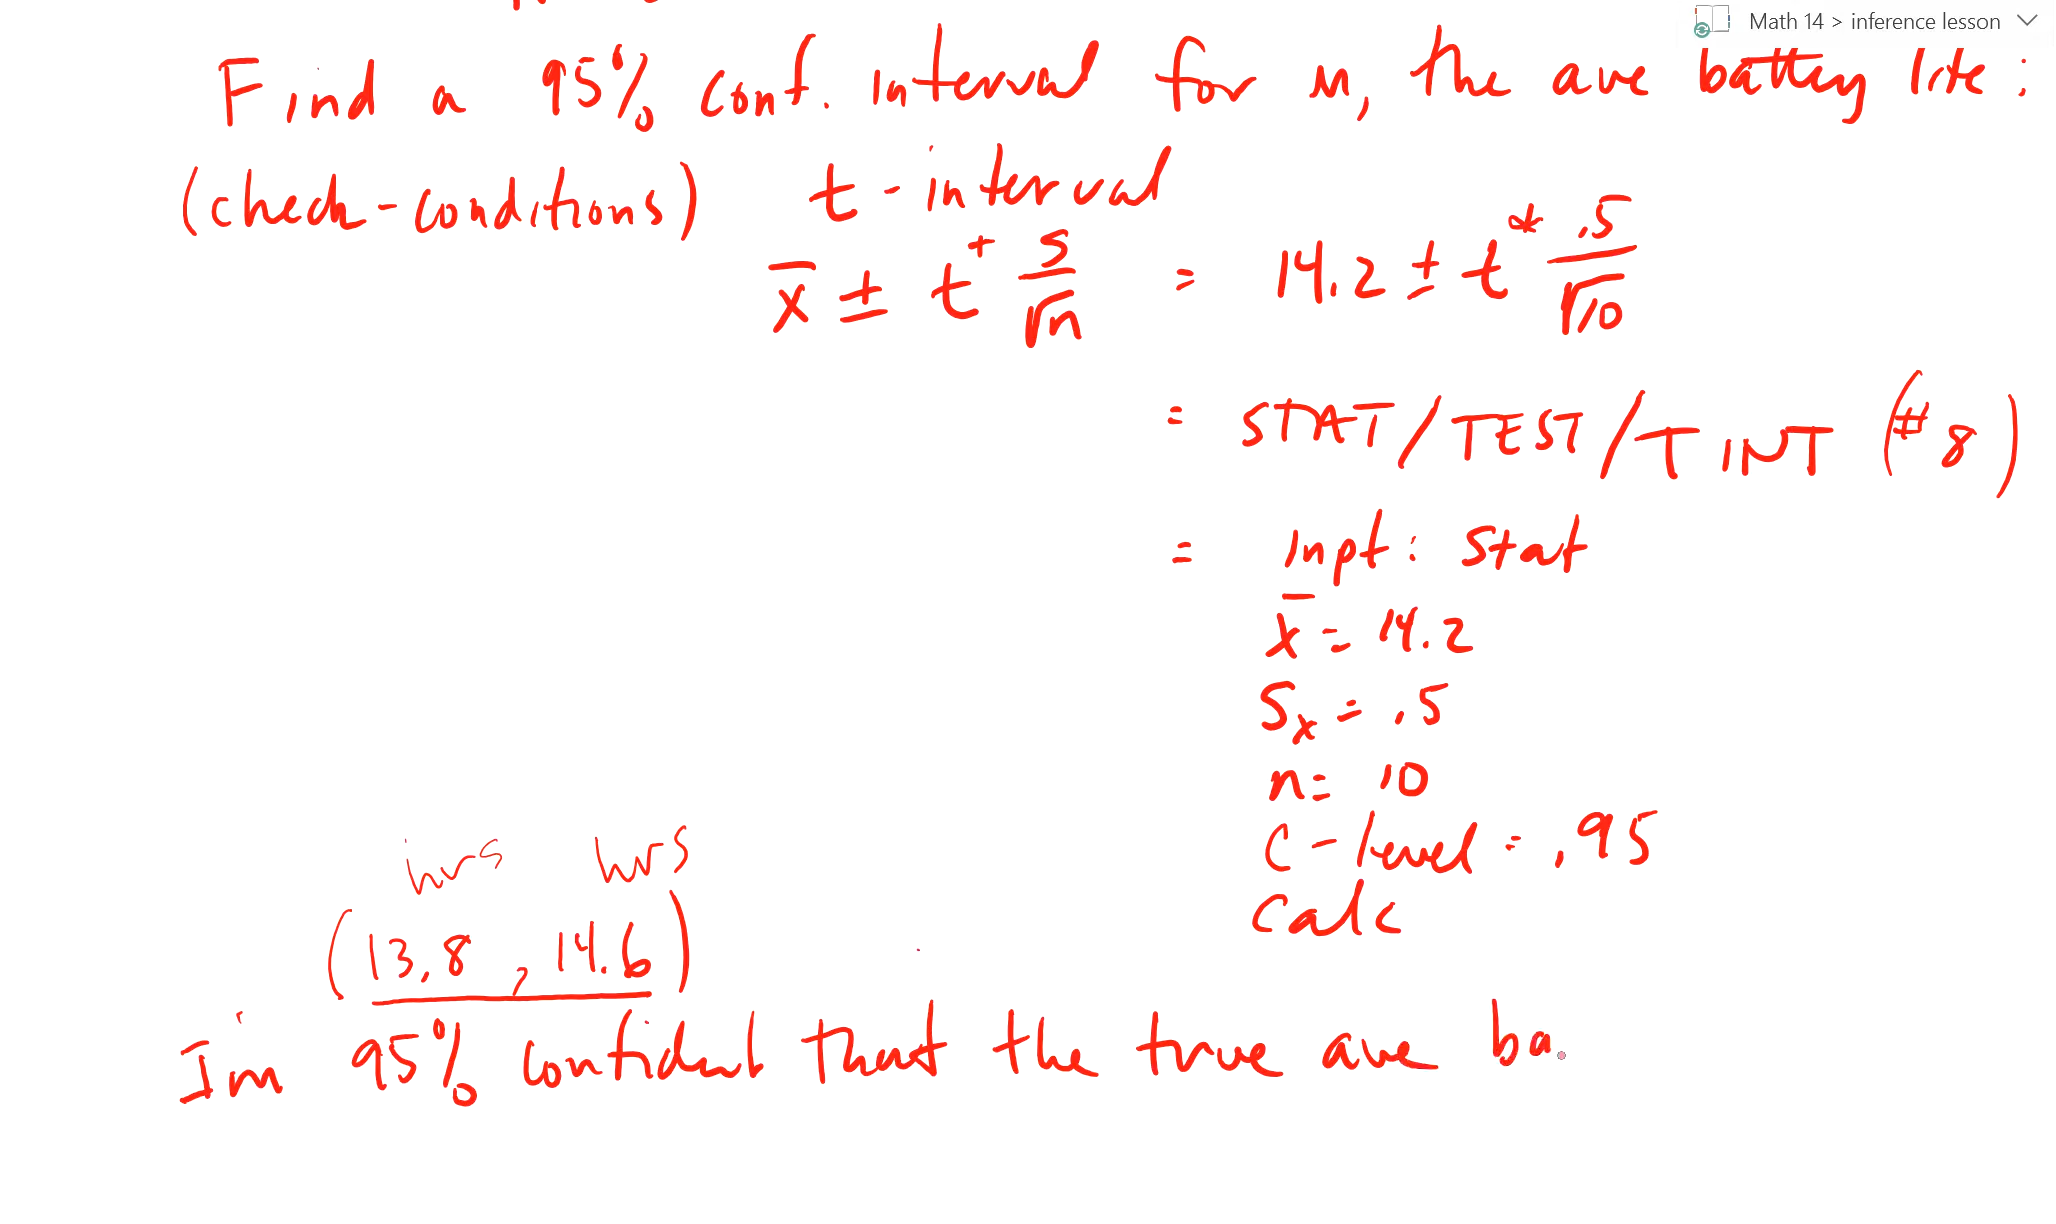 Math 14 > inference lesson
Find a 95% conf. interval for μ, the ave battery life:
(check-conditions) t-interval
x̄ ± t* s/√n = 14.2 ± t* .5/√10
= STAT/TEST/T INT (#8)
= Inpt: Stat
x̄ = 14.2
Sx = .5
n = 10
C-level = .95
Calc
hrs hrs
(13.8, 14.6)
I'm 95% confident that the true ave ba